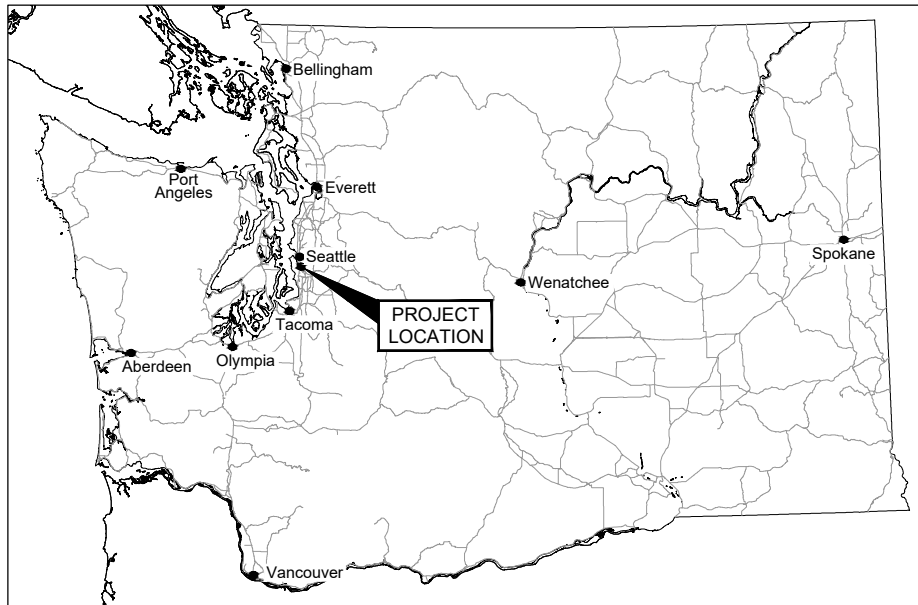 Bellingham
Port
Angeles
Everett
Seattle
Spokane
Wenatchee
PROJECT
LOCATION
Tacoma
Olympia
Aberdeen
Vancouver